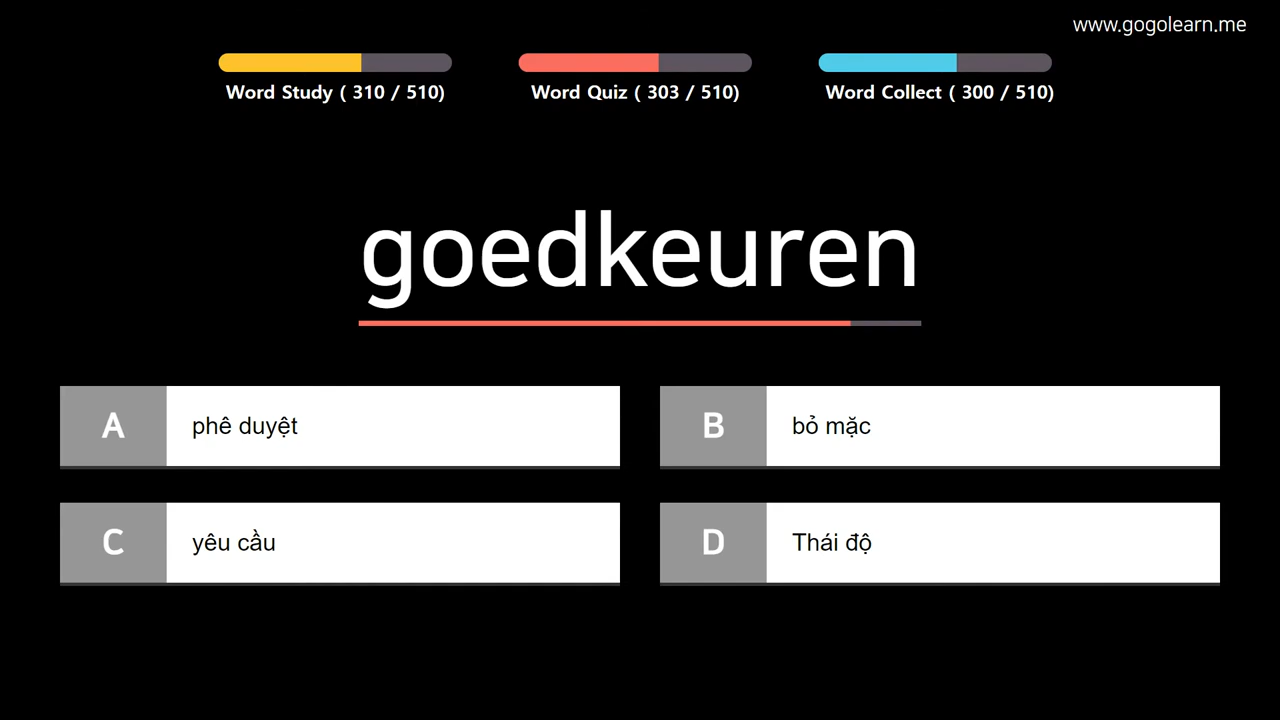 www.gogolearn.me
Word Study ( 310 / 510)
Word Quiz ( 303 / 510)
Word Collect ( 300 / 510)
goedkeuren
A phê duyệt
B bỏ mặc
C yêu cầu
D Thái độ